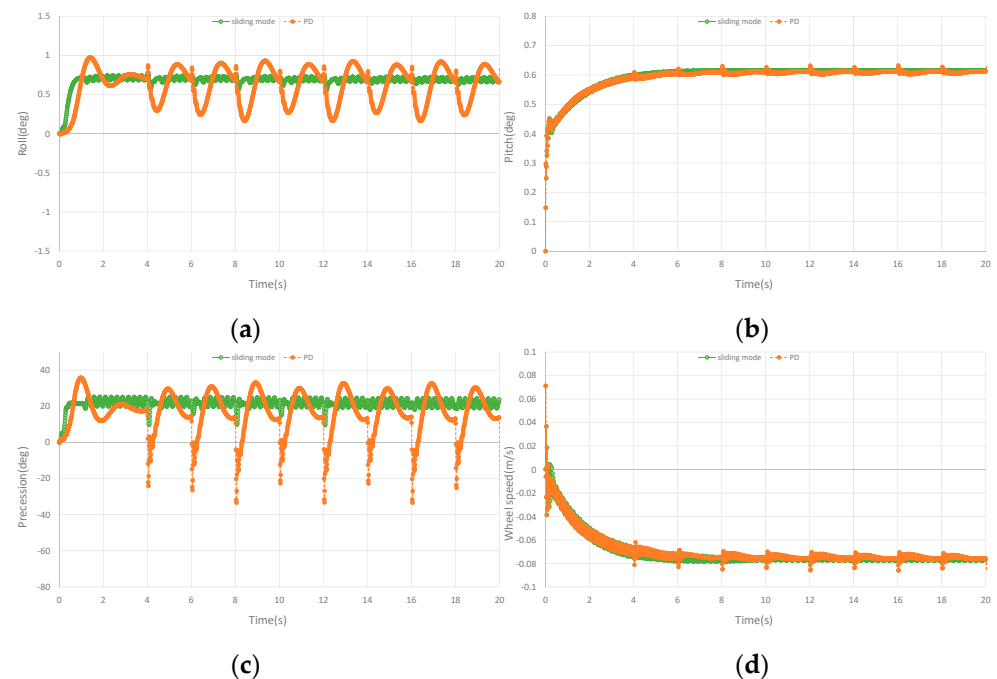 sliding mode PD
1.5
1
0.5
0
-0.5
-1
-1.5
Roll(deg)
0 2 4 6 8 10 12 14 16 18 20
Time(s)
(a)
sliding mode PD
0.8
0.7
0.6
0.5
0.4
0.3
0.2
0.1
0
Pitch(deg)
0 2 4 6 8 10 12 14 16 18 20
Time(s)
(b)
sliding mode PD
40
20
0
-20
-40
-60
-80
Precession(deg)
0 2 4 6 8 10 12 14 16 18 20
Time(s)
(c)
sliding mode PD
0.1
0.08
0.06
0.04
0.02
0
-0.02
-0.04
-0.06
-0.08
-0.1
Wheel speed(m/s)
0 2 4 6 8 10 12 14 16 18 20
Time(s)
(d)